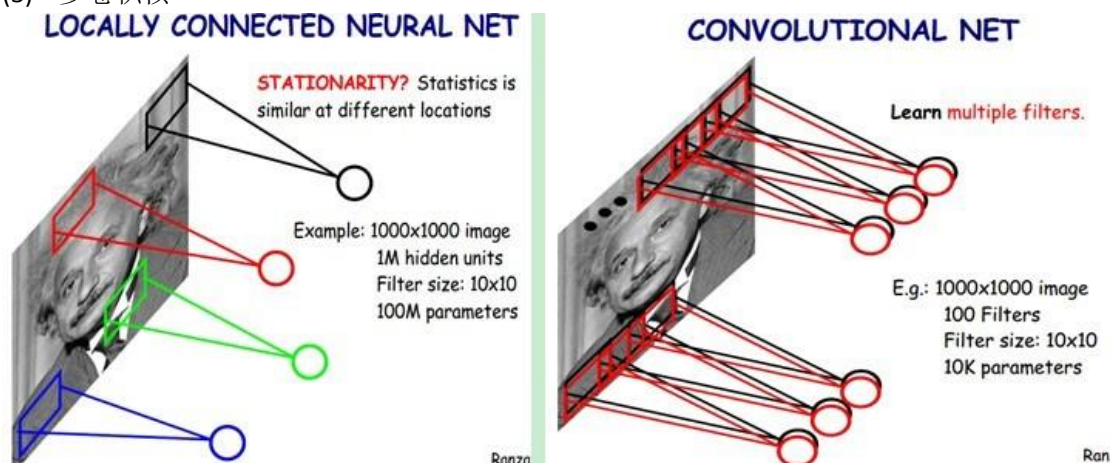 LOCALLY CONNECTED NEURAL NET
STATIONARITY? Statistics is
similar at different locations
Example: 1000x1000 image
1M hidden units
Filter size: 10x10
100M parameters
Ranza
CONVOLUTIONAL NET
Learn multiple filters.
E.g.: 1000x1000 image
100 Filters
Filter size: 10x10
10K parameters
Ran